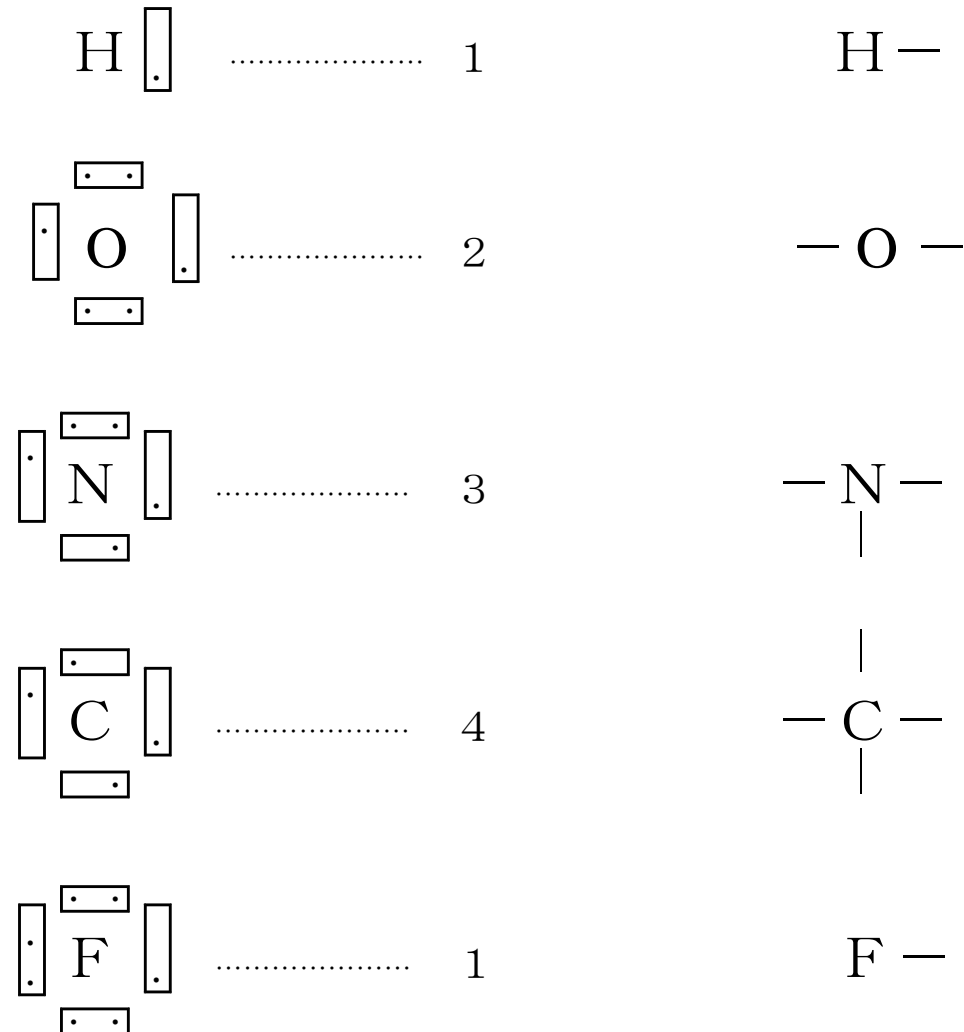 H ..................... 1 H —
O ..................... 2 — O —
N ..................... 3 — N —
C ..................... 4 — C —
F ..................... 1 F —